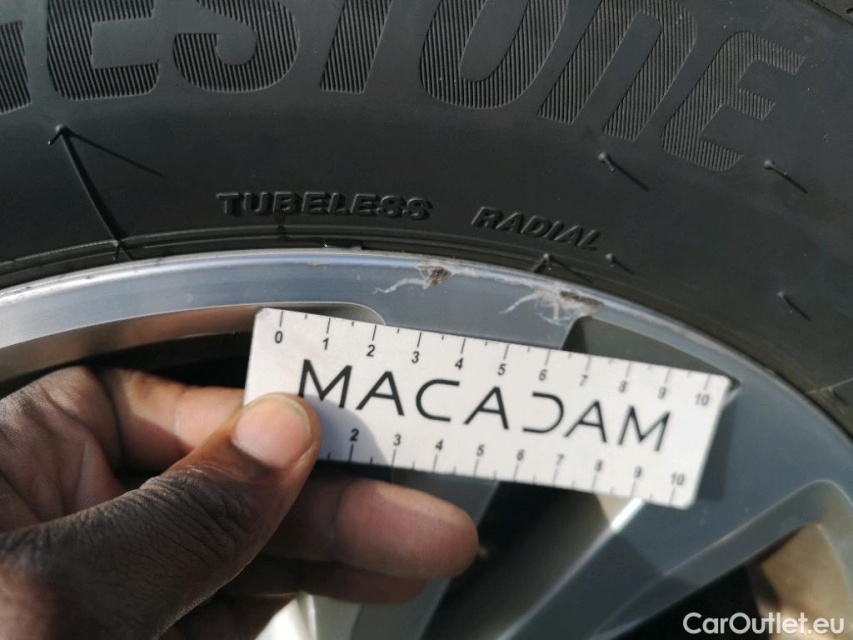 ESTONE
TUBELESS RADIAL
0 1 2 3 4 5 6 7 8 9 10
MACADAM
2 3 4 5 6 7 8 9 10
CarOutlet.eu